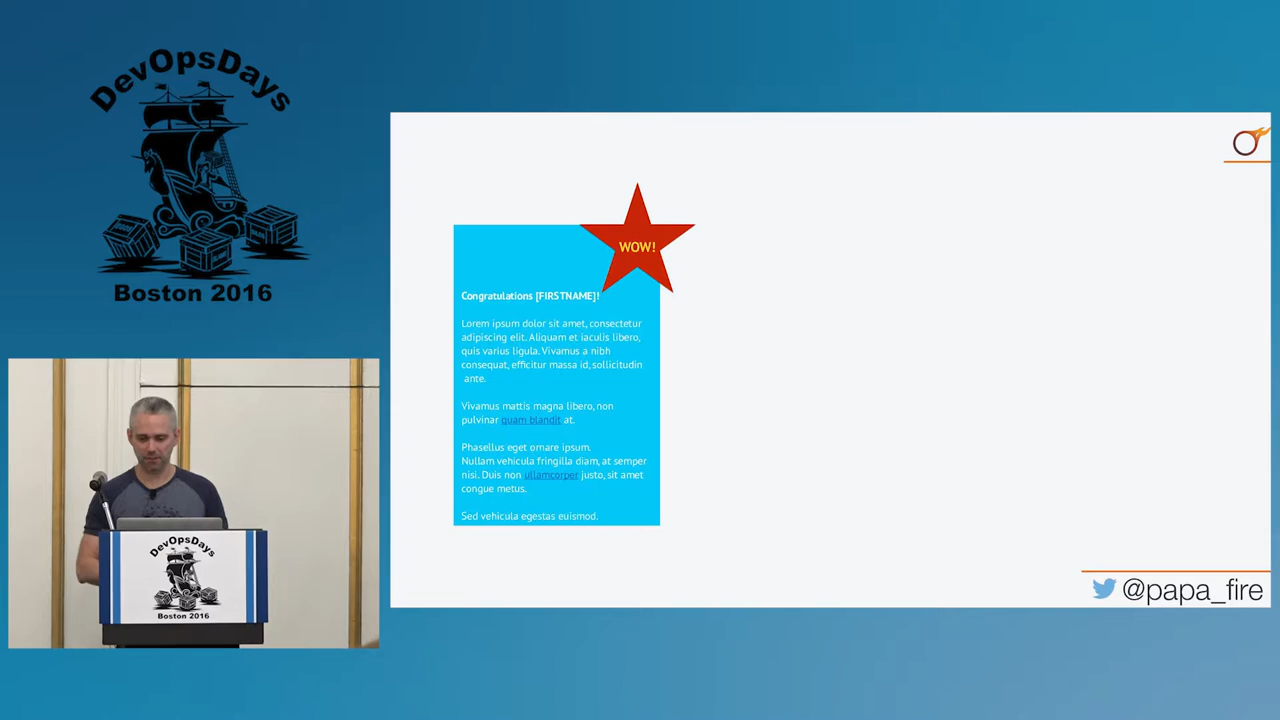 DevOpsDays
Boston 2016
WOW!
Congratulations [FIRSTNAME]!
Lorem ipsum dolor sit amet, consectetur
adipiscing elit. Aliquam et iaculis libero,
quis varius ligula. Vivamus a nibh
consequat, efficitur massa id, sollicitudin
ante.
Vivamus mattis magna libero, non
pulvinar quam blandit at.
Phasellus eget ornare ipsum.
Nullam vehicula fringilla diam, at semper
nisi. Duis non ullamcorper justo, sit amet
congue metus.
Sed vehicula egestas euismod.
@papa_fire
DevOpsDays
Boston 2016